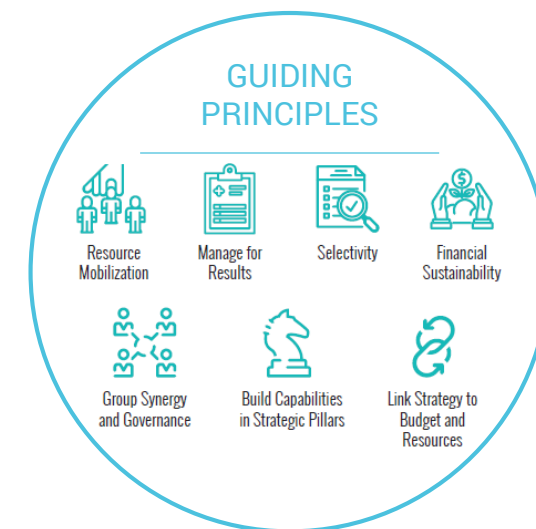 GUIDING
PRINCIPLES
Resource
Mobilization
Manage for
Results
Selectivity
Financial
Sustainability
Group Synergy
and Governance
Build Capabilities
in Strategic Pillars
Link Strategy to
Budget and
Resources